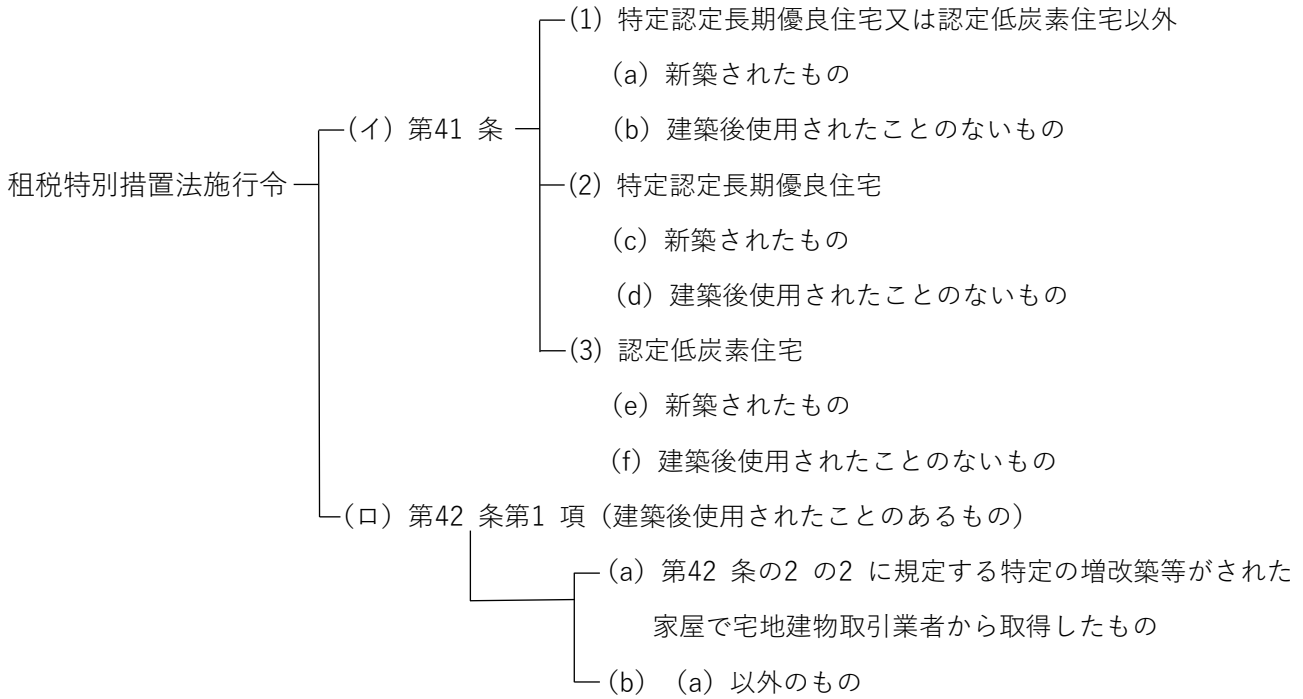 (1) 特定認定長期優良住宅又は認定低炭素住宅以外
(a) 新築されたもの
(イ) 第41 条
(b) 建築後使用されたことのないもの
租税特別措置法施行令
(2) 特定認定長期優良住宅
(c) 新築されたもの
(d) 建築後使用されたことのないもの
(3) 認定低炭素住宅
(e) 新築されたもの
(f) 建築後使用されたことのないもの
(ロ) 第42 条第1 項（建築後使用されたことのあるもの）
(a) 第42 条の2 の2 に規定する特定の増改築等がされた
家屋で宅地建物取引業者から取得したもの
(b) (a) 以外のもの